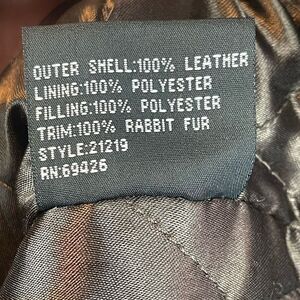 OUTER SHELL:100% LEATHER
LINING:100% POLYESTER
FILLING:100% POLYESTER
TRIM:100% RABBIT FUR
STYLE:21219
RN:69426